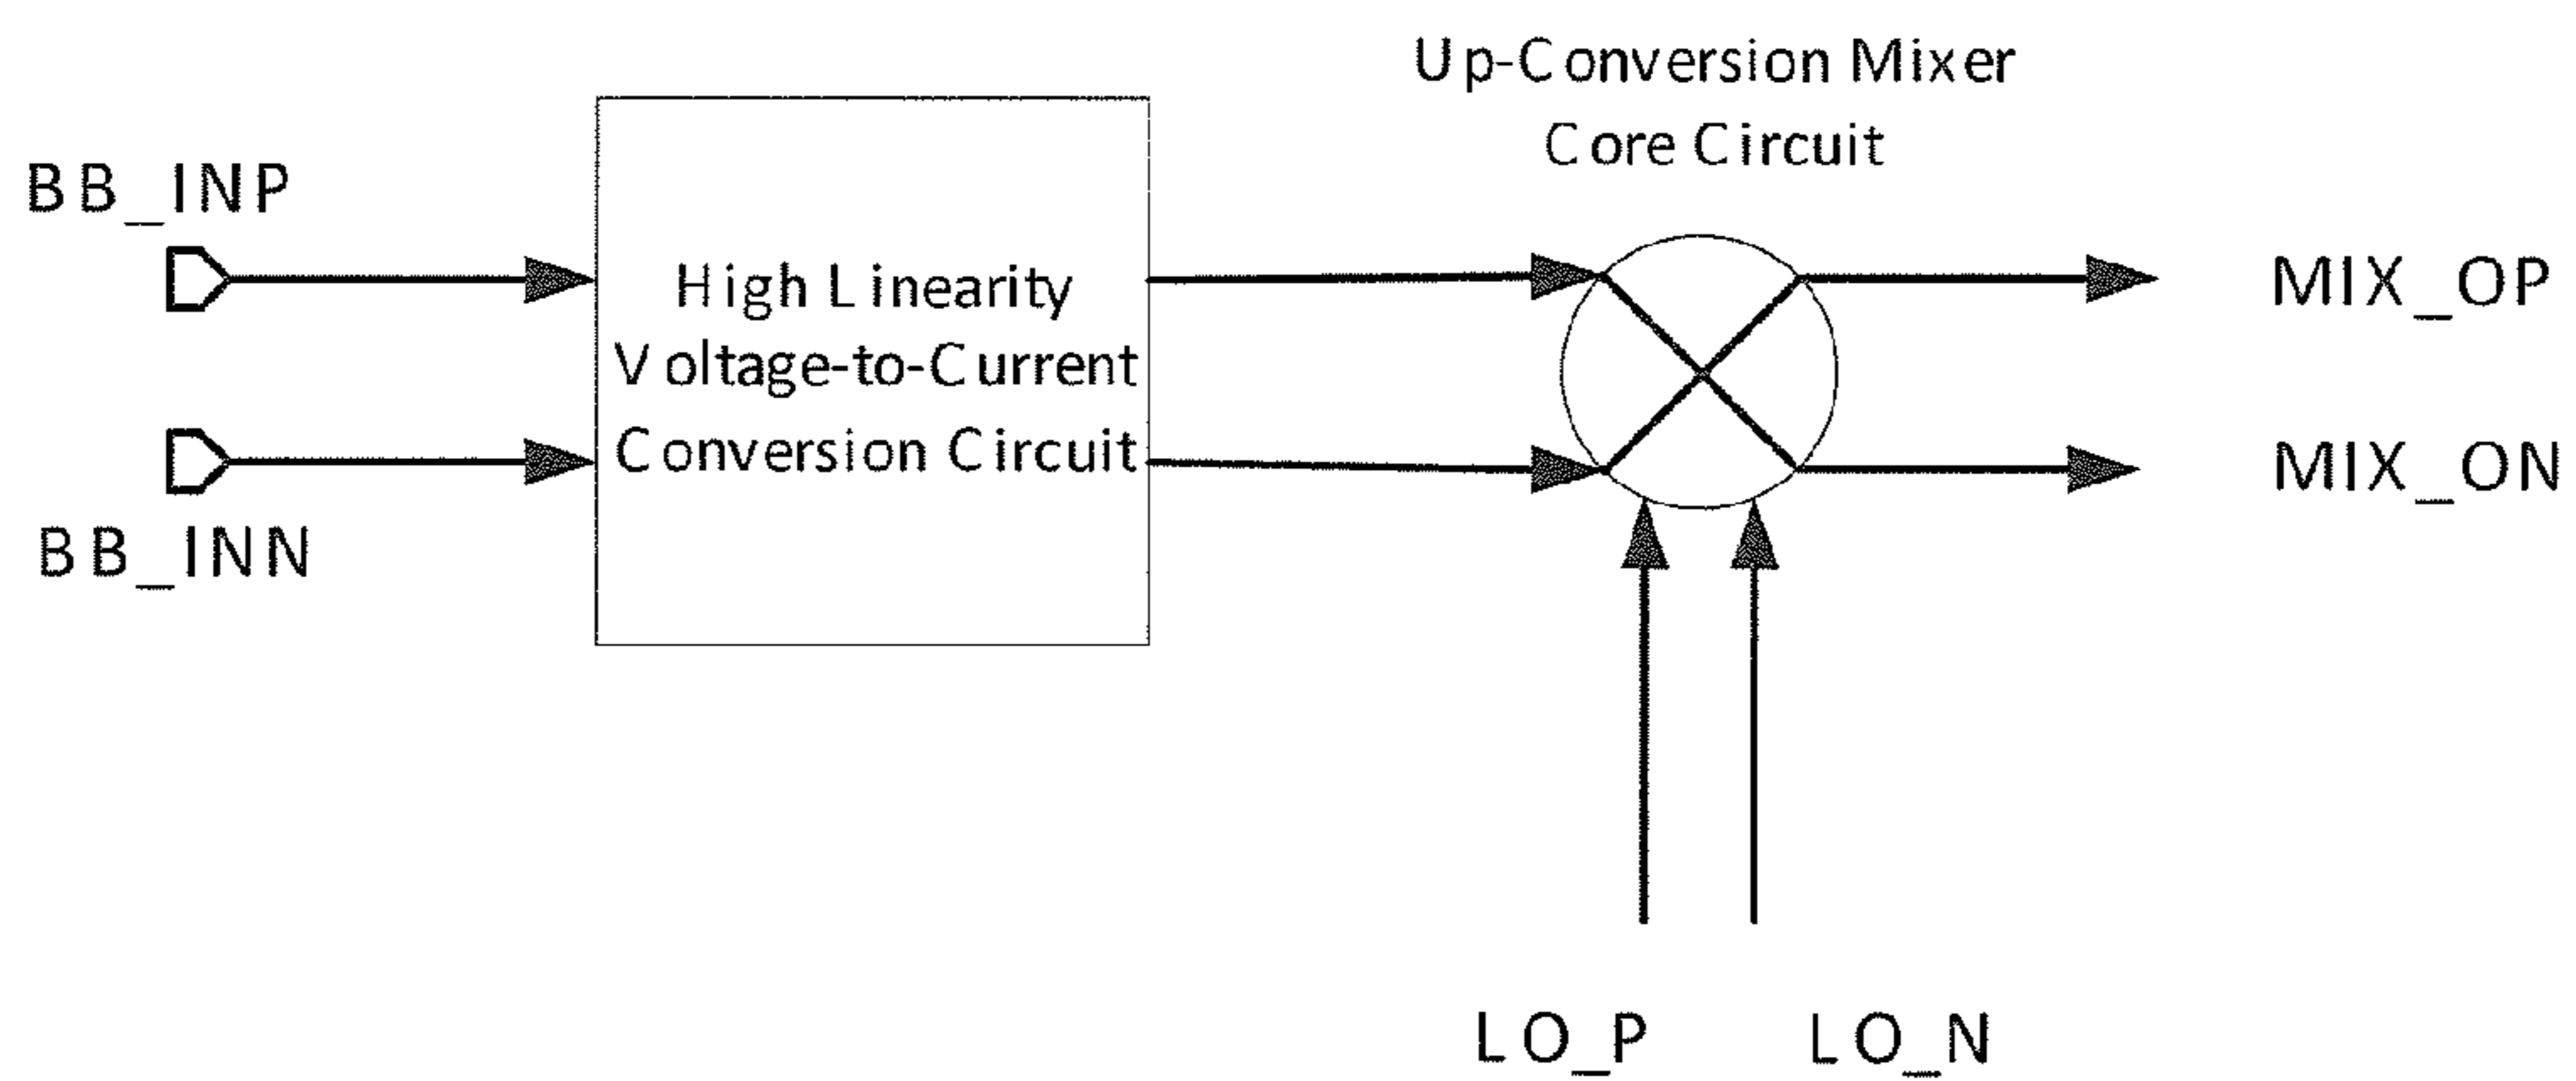 Up-Conversion Mixer
Core Circuit
BB_INP
High Linearity
Voltage-to-Current
Conversion Circuit
BB_INN
MIX_OP
MIX_ON
LO_P
LO_N